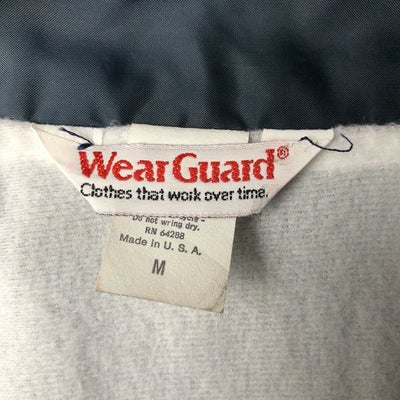 WearGuard®
Clothes that work over time.
Do not wring dry.
RN 64288
Made in U. S. A.
M